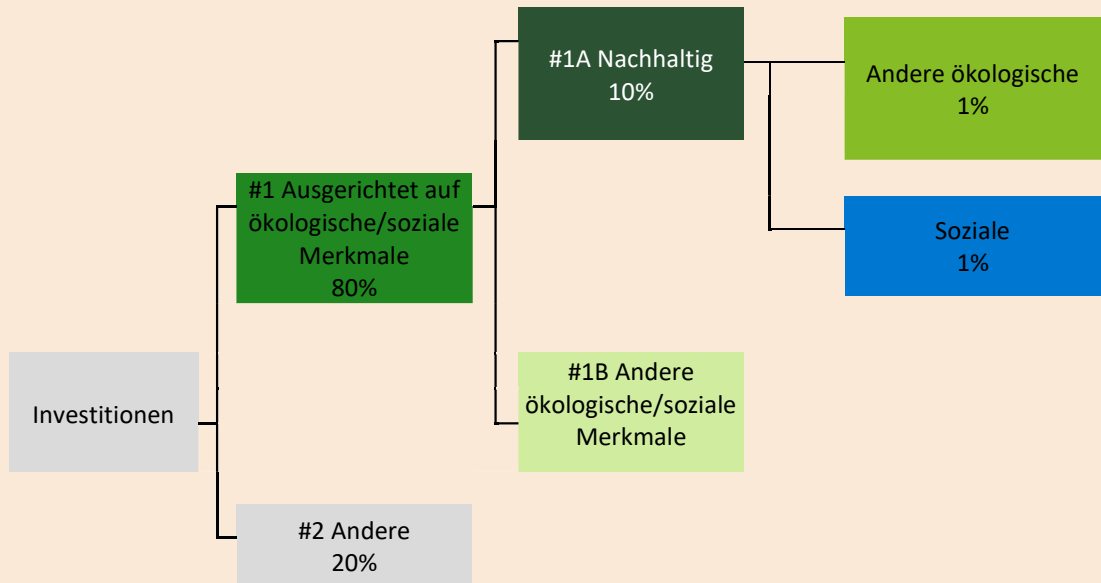 #1A Nachhaltig
10%
Andere ökologische
1%
#1 Ausgerichtet auf
ökologische/soziale
Merkmale
80%
Soziale
1%
#1B Andere
ökologische/soziale
Merkmale
Investitionen
#2 Andere
20%